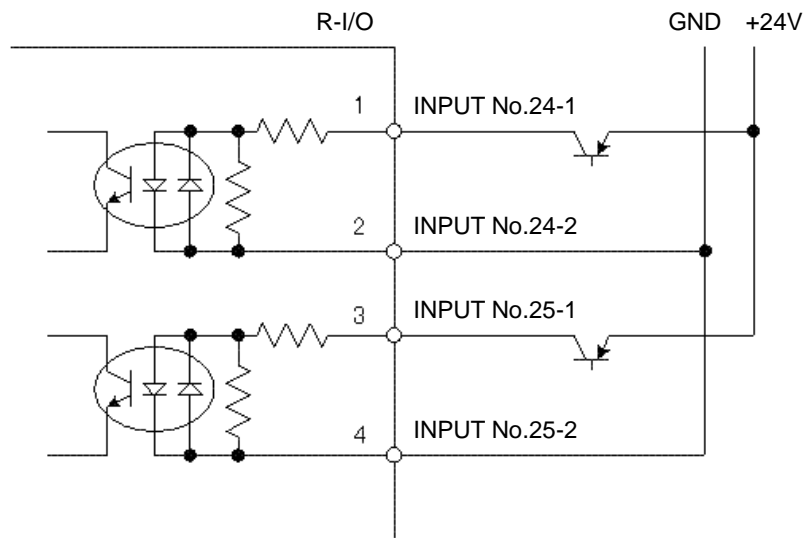 R-I/O GND +24V
1 INPUT No.24-1
2 INPUT No.24-2
3 INPUT No.25-1
4 INPUT No.25-2